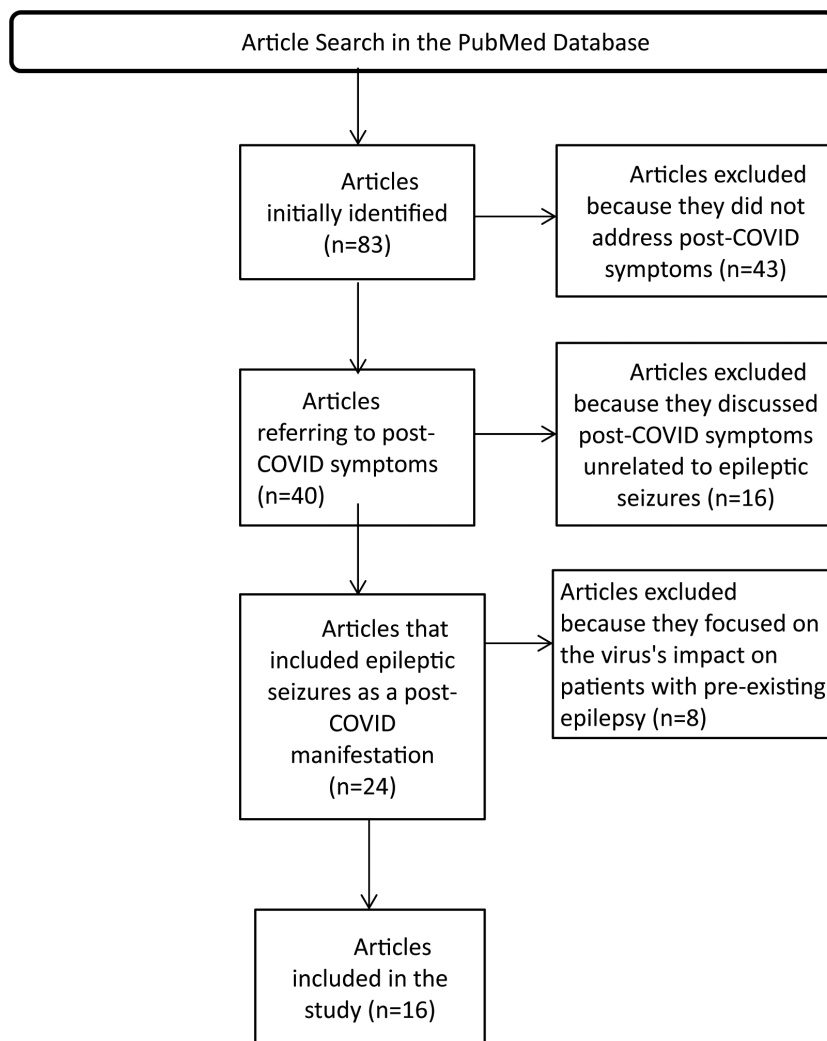 Article Search in the PubMed Database
Articles
initially identified
(n=83)
Articles excluded
because they did not
address post-COVID
symptoms (n=43)
Articles
referring to post-
COVID symptoms
(n=40)
Articles excluded
because they discussed
post-COVID symptoms
unrelated to epileptic
seizures (n=16)
Articles that
included epileptic
seizures as a post-
COVID
manifestation
(n=24)
Articles excluded
because they focused on
the virus's impact on
patients with pre-existing
epilepsy (n=8)
Articles
included in the
study (n=16)